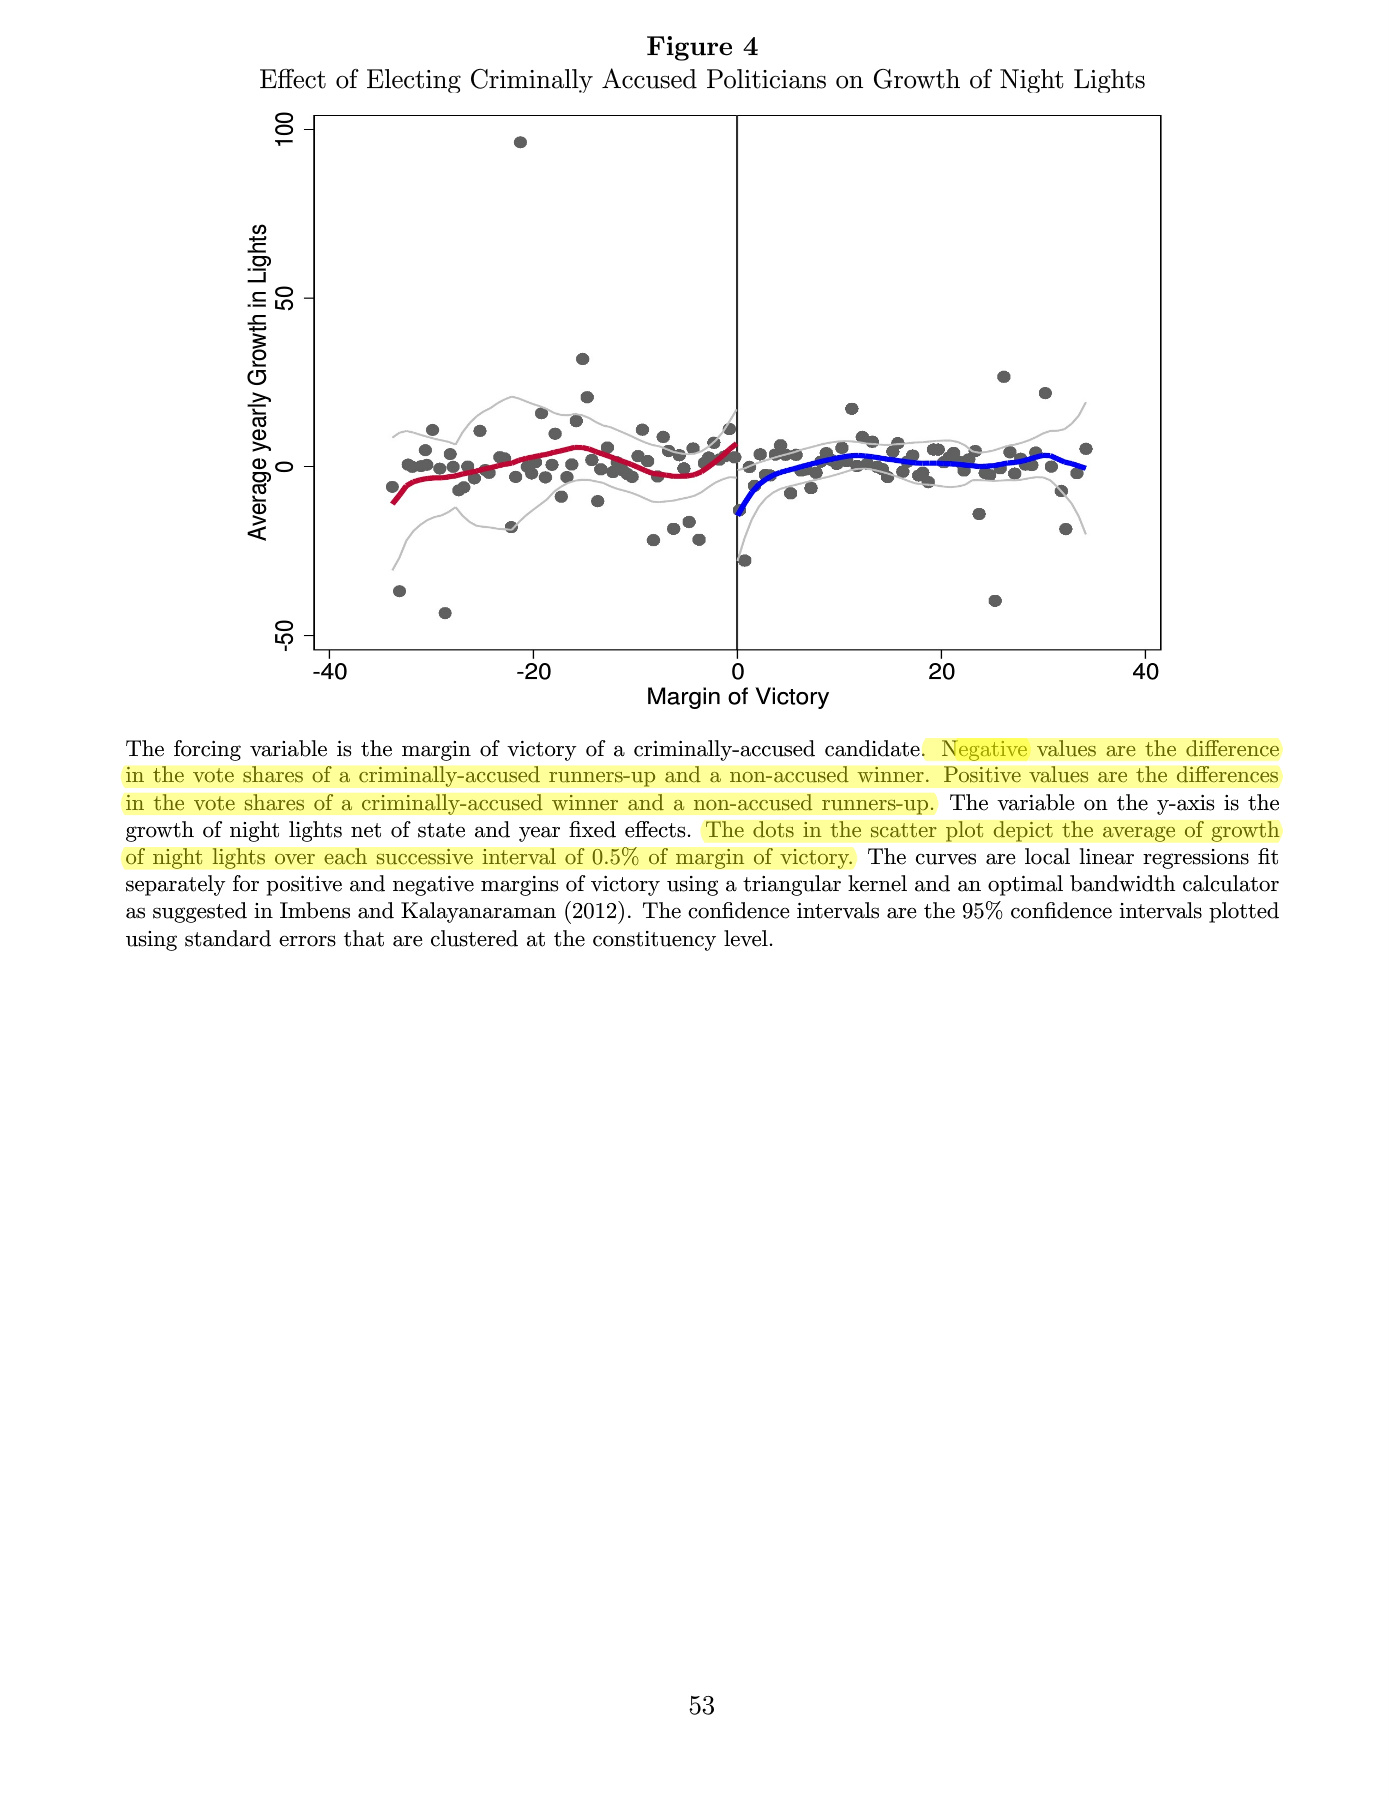 Figure 4
Effect of Electing Criminally Accused Politicians on Growth of Night Lights
100
50
0
-50
Average yearly Growth in Lights
-40
-20
0
20
40
Margin of Victory
The forcing variable is the margin of victory of a criminally-accused candidate. Negative values are the difference
in the vote shares of a criminally-accused runners-up and a non-accused winner. Positive values are the differences
in the vote shares of a criminally-accused winner and a non-accused runners-up. The variable on the y-axis is the
growth of night lights net of state and year fixed effects. The dots in the scatter plot depict the average of growth
of night lights over each successive interval of 0.5% of margin of victory. The curves are local linear regressions fit
separately for positive and negative margins of victory using a triangular kernel and an optimal bandwidth calculator
as suggested in Imbens and Kalayanaraman (2012). The confidence intervals are the 95% confidence intervals plotted
using standard errors that are clustered at the constituency level.
53